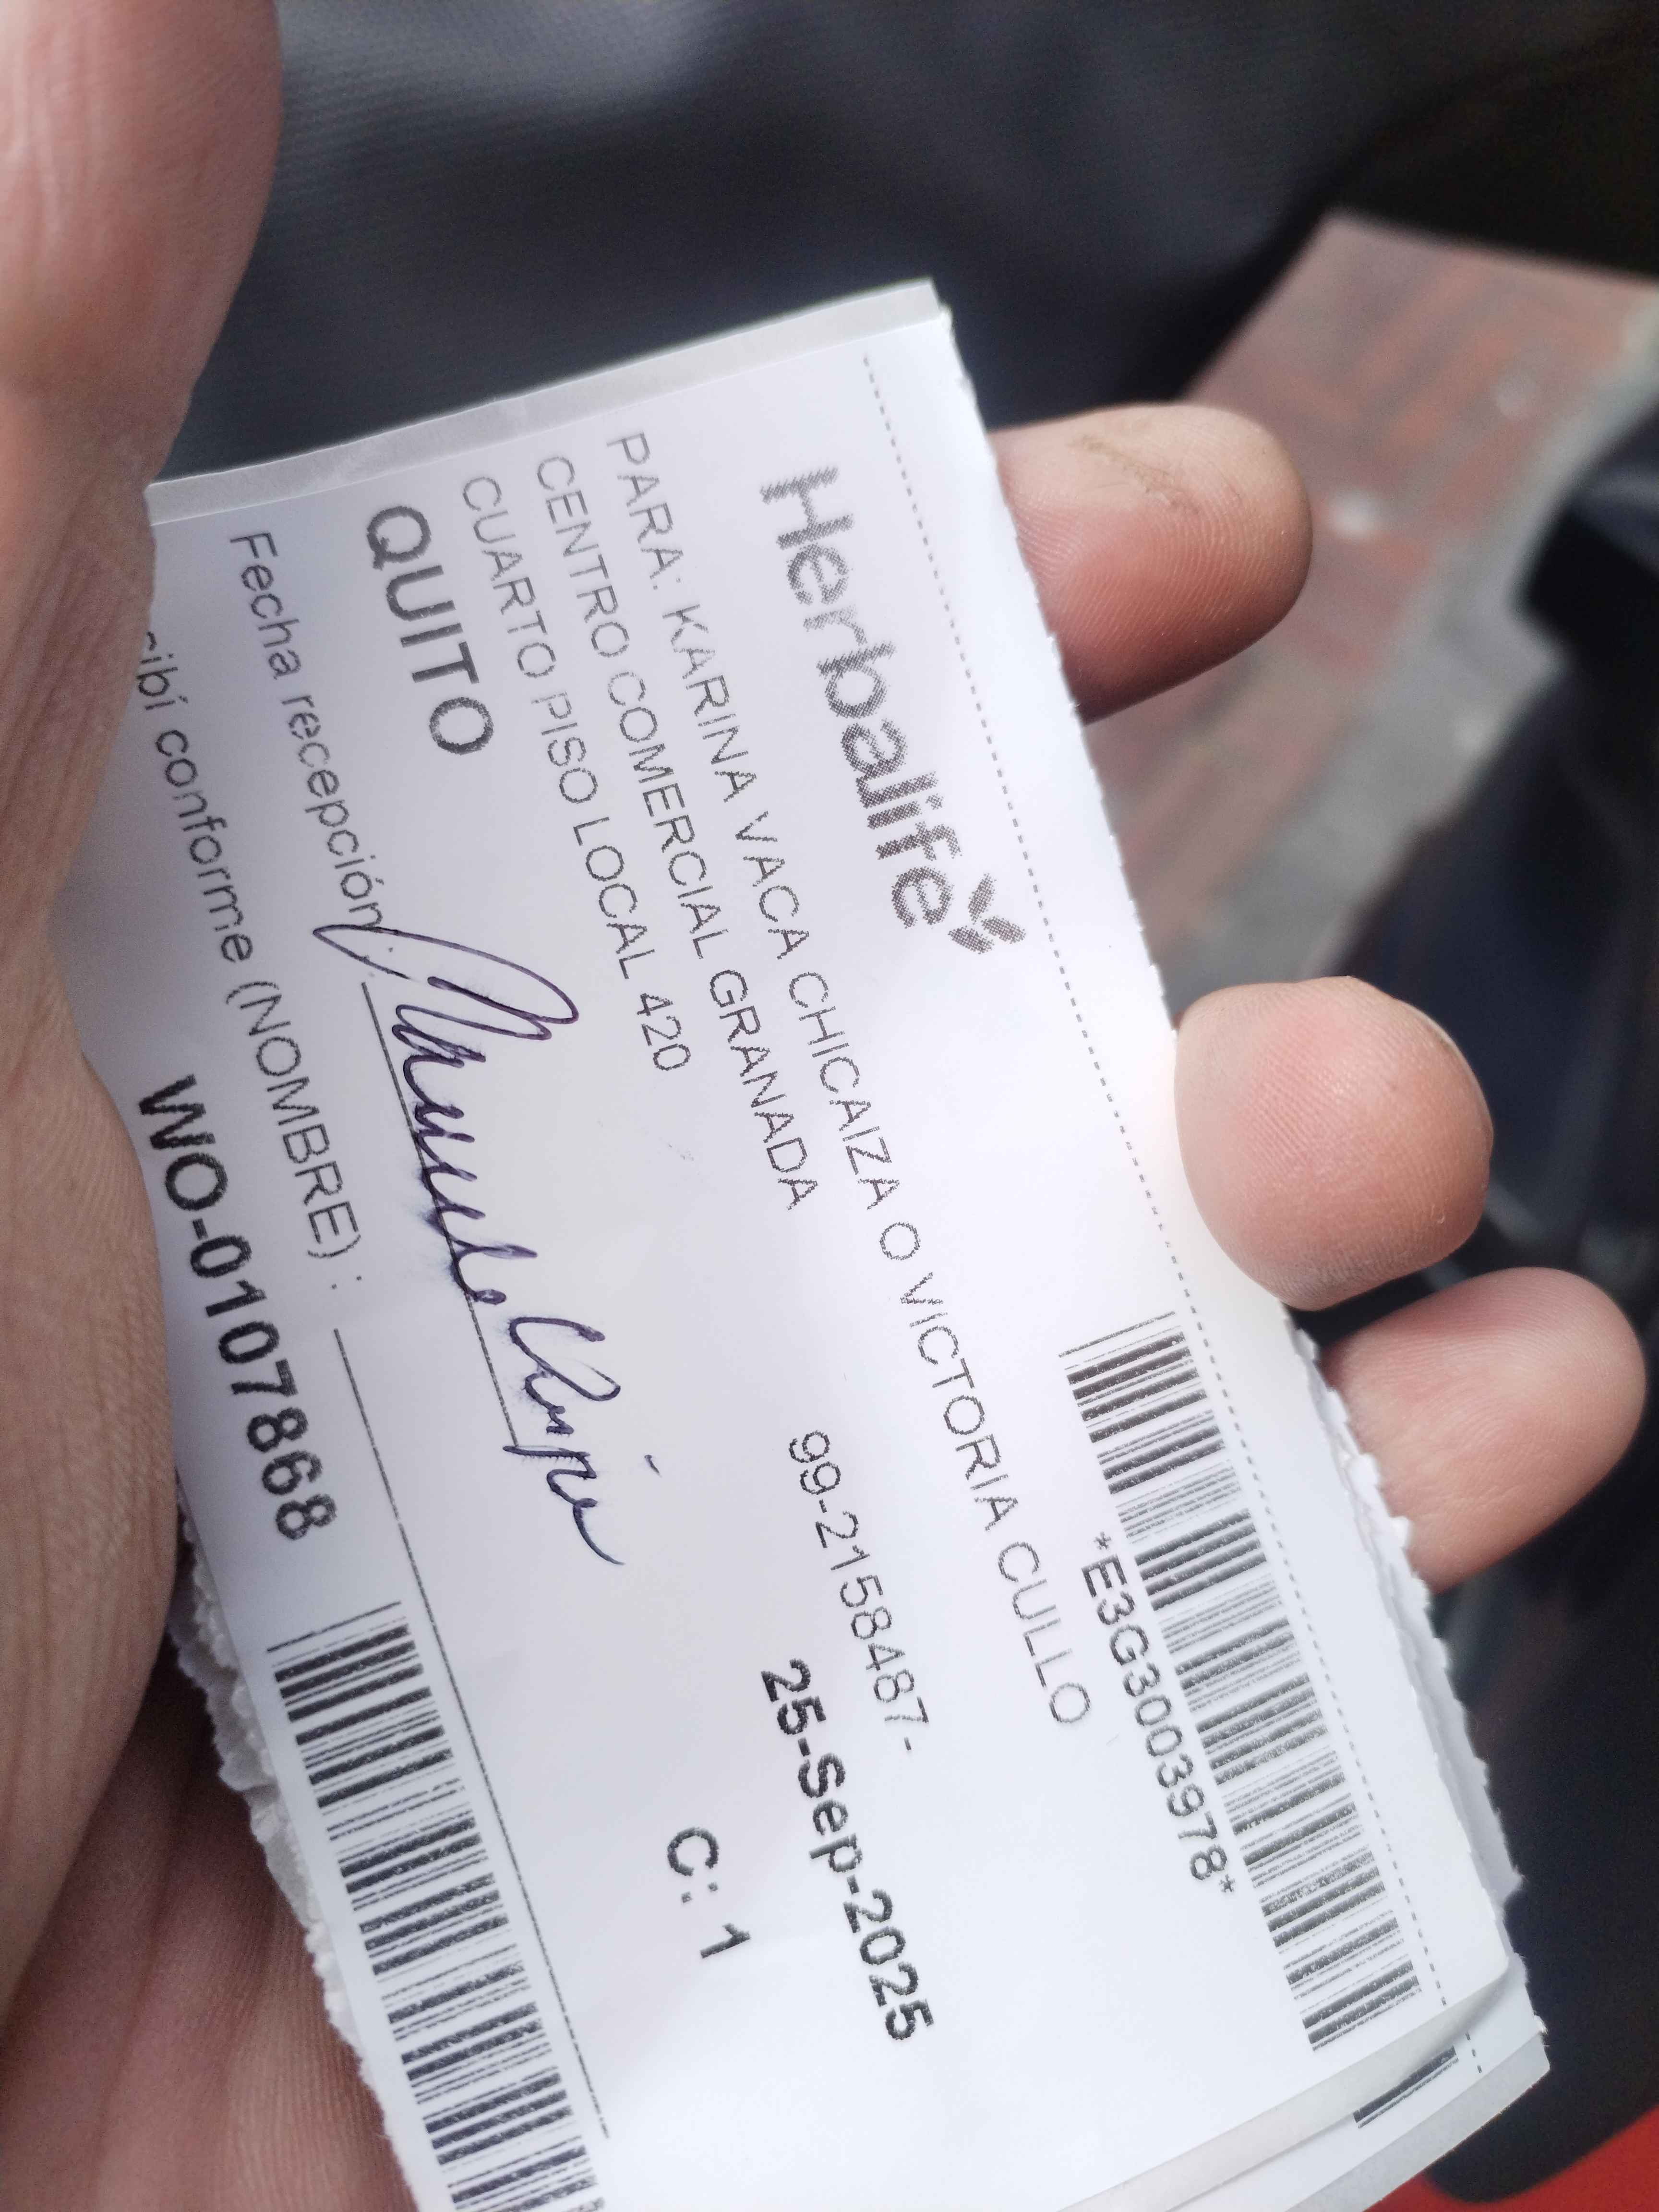 Herbalife
*E3G3003978*
PARA: KARINA VACA CHICAIZA O VICTORIA CULLO
CENTRO COMERCIAL GRANADA 99-2158487-
CUARTO PISO LOCAL 420
25-Sep-2025
QUITO
C: 1
Fecha recepción
cibí conforme (NOMBRE) :
WO-0107868